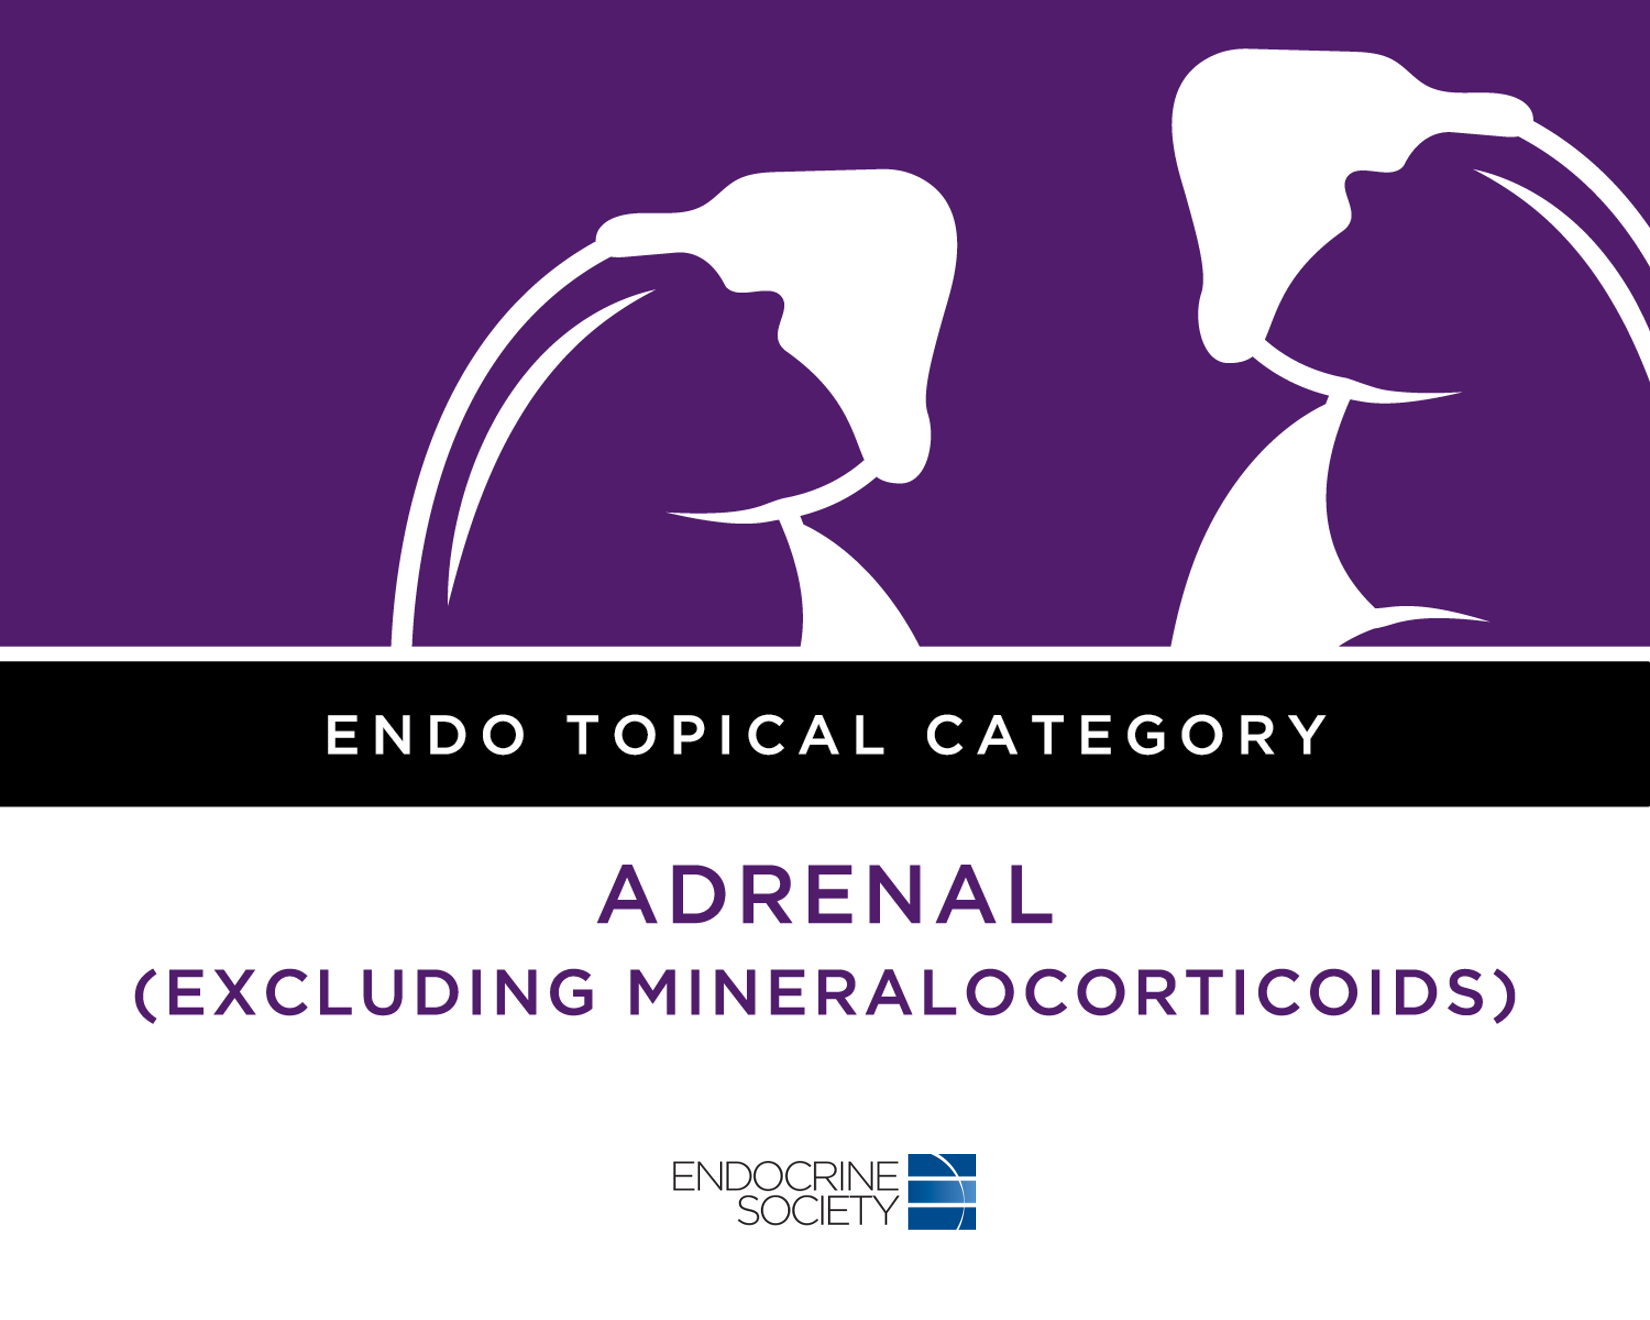 ENDO TOPICAL CATEGORY
ADRENAL
(EXCLUDING MINERALOCORTICOIDS)
ENDOCRINE
SOCIETY